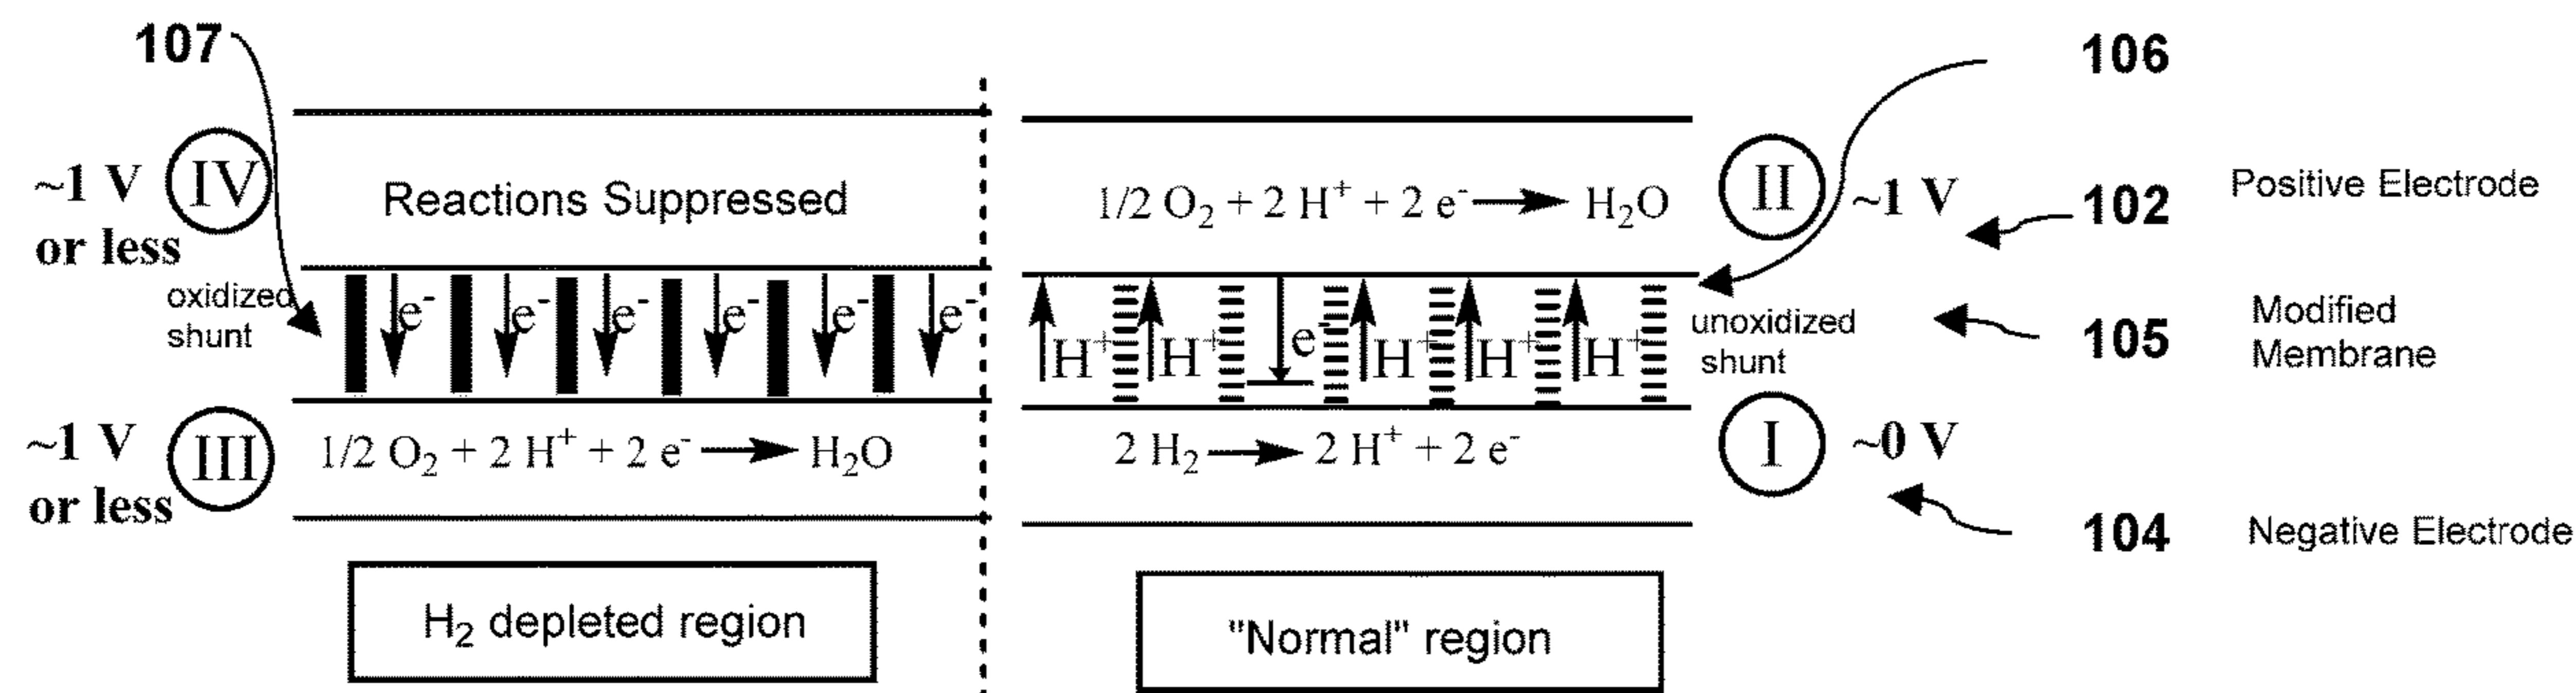 107
106
~1 V
or less
IV
Reactions Suppressed
1/2 O₂ + 2 H⁺ + 2 e⁻ → H₂O
II
~1 V
102
Positive Electrode
oxidized
shunt
e⁻ e⁻ e⁻ e⁻ e⁻ e⁻
H⁺ H⁺ e⁻ H⁺ H⁺ H⁺
unoxidized
shunt
105
Modified
Membrane
~1 V
or less
III
1/2 O₂ + 2 H⁺ + 2 e⁻ → H₂O
2 H₂ → 2 H⁺ + 2 e⁻
I
~0 V
104
Negative Electrode
H₂ depleted region
"Normal" region